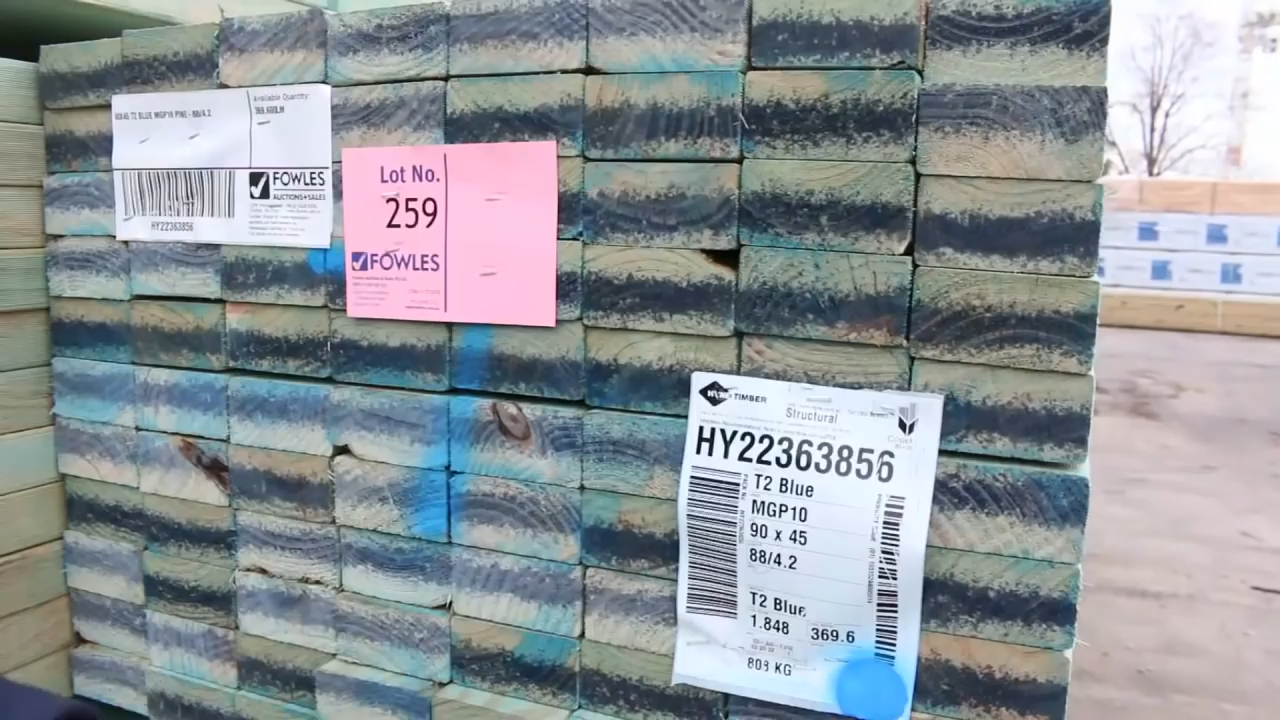 90X45 T2 BLUE MGP10 PINE - 88/4.2
Available Quantity:
369.600LM
HY22363856
FOWLES
AUCTIONS+SALES
Lot No.
259
FOWLES
TIMBER
Structural
HY22363856
T2 Blue
MGP10
90 x 45
88/4.2
T2 Blue
1.848 369.6
808 KG